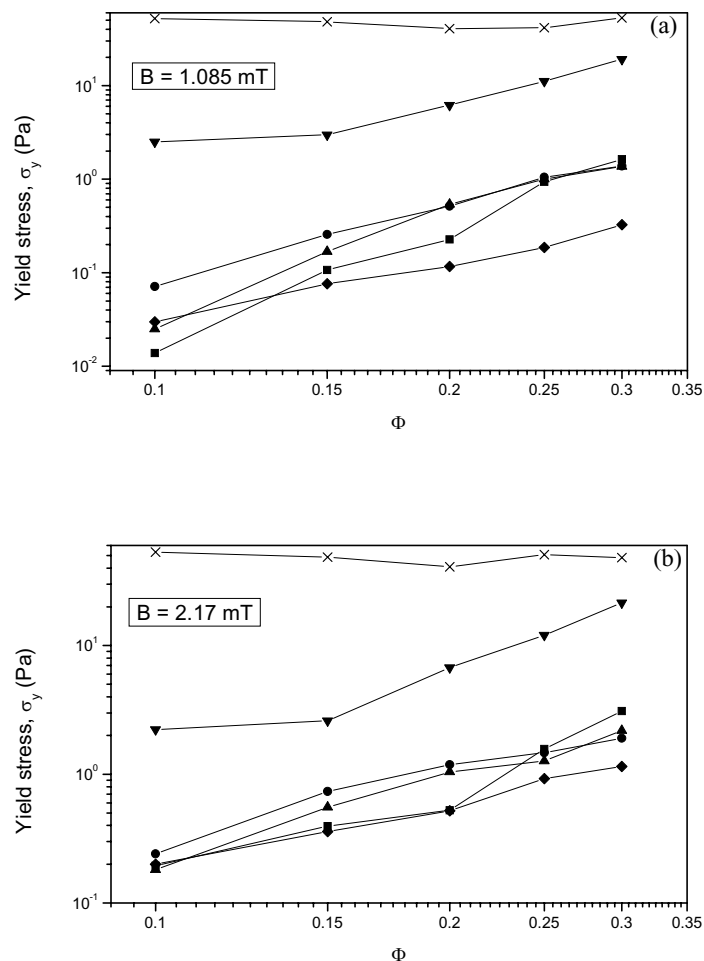 (a)
B = 1.085 mT
Yield stress, σ_y (Pa)
10^1
10^0
10^-1
10^-2
0.1 0.15 0.2 0.25 0.3 0.35
Φ
(b)
B = 2.17 mT
Yield stress, σ_y (Pa)
10^1
10^0
10^-1
0.1 0.15 0.2 0.25 0.3 0.35
Φ